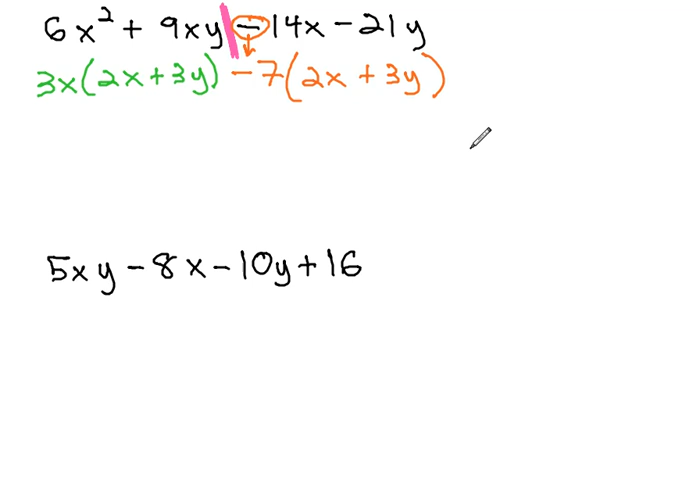 6x² + 9xy - 14x - 21y
3x(2x + 3y) - 7(2x + 3y)
5xy - 8x - 10y + 16